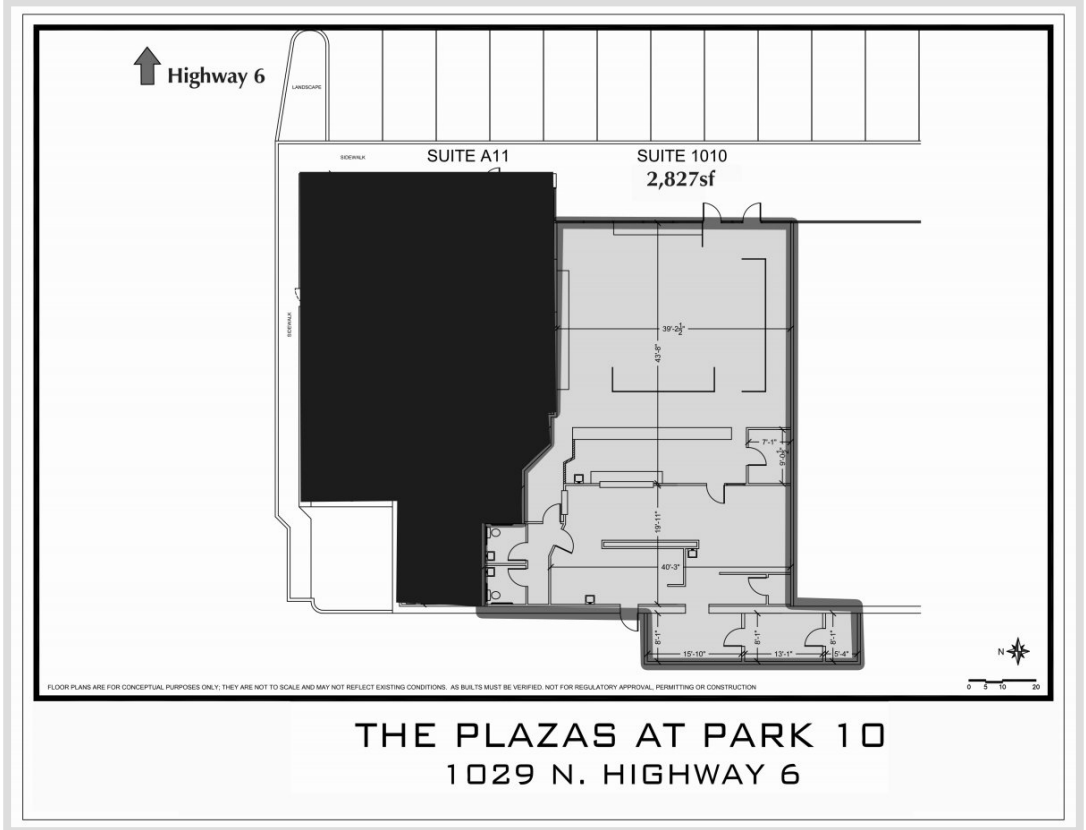 Highway 6
LANDSCAPE
SIDEWALK
SUITE A11
SUITE 1010
2,827sf
SIDEWALK
39'-2½"
43'-8"
7'-1"
9'-0½"
19'-11"
40'-3"
8'-1"
15'-10"
8'-1"
13'-1"
8'-1"
5'-4"
N
0 5 10 20
FLOOR PLANS ARE FOR CONCEPTUAL PURPOSES ONLY; THEY ARE NOT TO SCALE AND MAY NOT REFLECT EXISTING CONDITIONS. AS BUILTS MUST BE VERIFIED. NOT FOR REGULATORY APPROVAL, PERMITTING OR CONSTRUCTION
THE PLAZAS AT PARK 10
1029 N. HIGHWAY 6